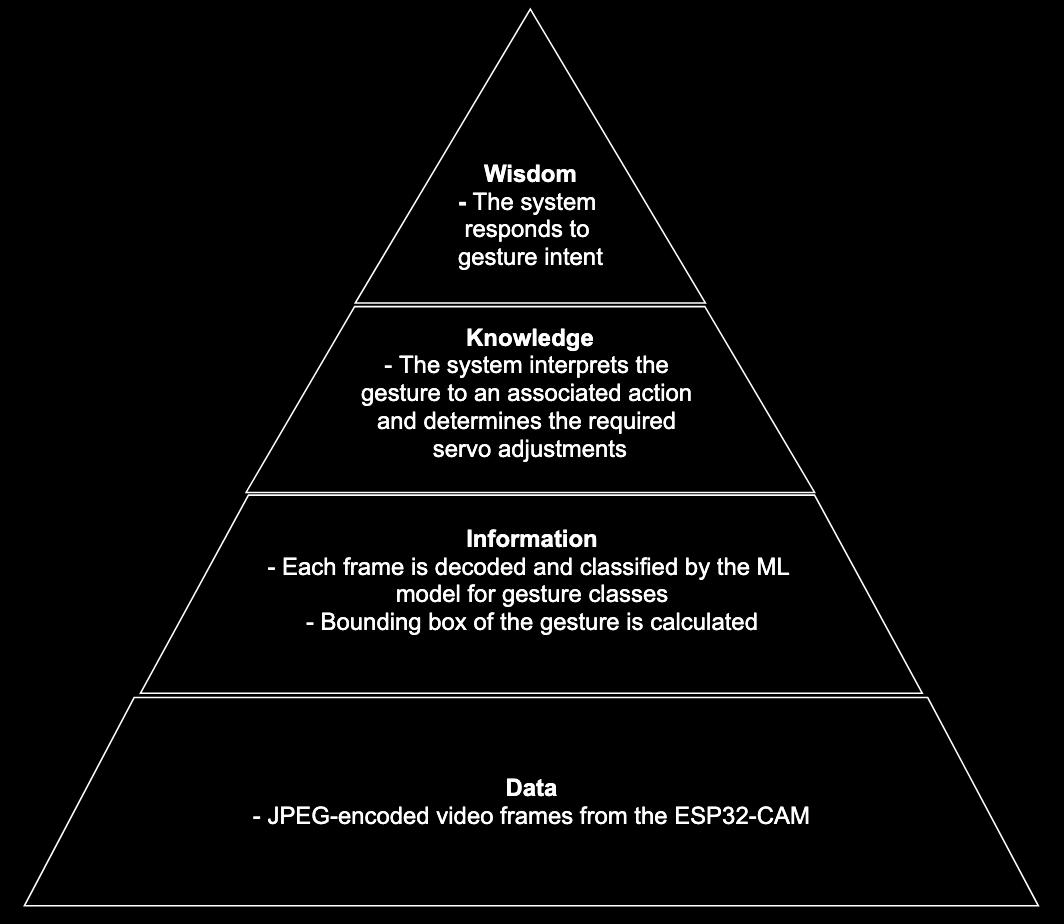 Wisdom
- The system
responds to
gesture intent
Knowledge
- The system interprets the
gesture to an associated action
and determines the required
servo adjustments
Information
- Each frame is decoded and classified by the ML
model for gesture classes
- Bounding box of the gesture is calculated
Data
- JPEG-encoded video frames from the ESP32-CAM